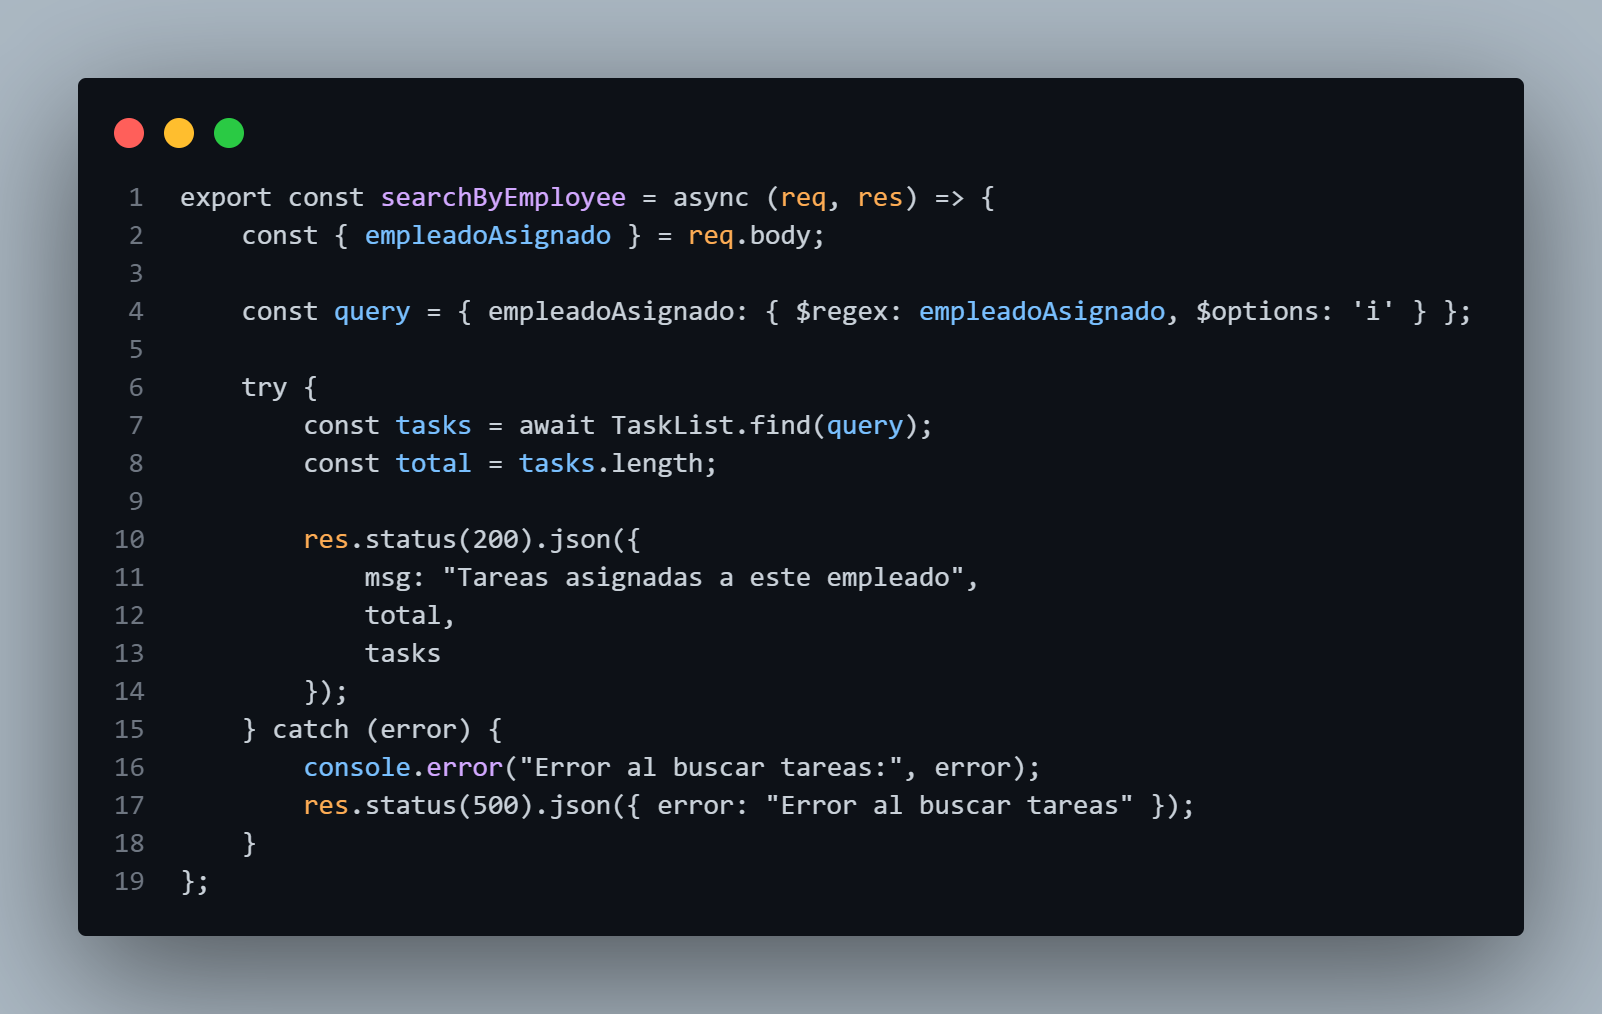 1 export const searchByEmployee = async (req, res) => {
2     const { empleadoAsignado } = req.body;
3
4     const query = { empleadoAsignado: { $regex: empleadoAsignado, $options: 'i' } };
5
6     try {
7         const tasks = await TaskList.find(query);
8         const total = tasks.length;
9
10         res.status(200).json({
11             msg: "Tareas asignadas a este empleado",
12             total,
13             tasks
14         });
15     } catch (error) {
16         console.error("Error al buscar tareas:", error);
17         res.status(500).json({ error: "Error al buscar tareas" });
18     }
19 };